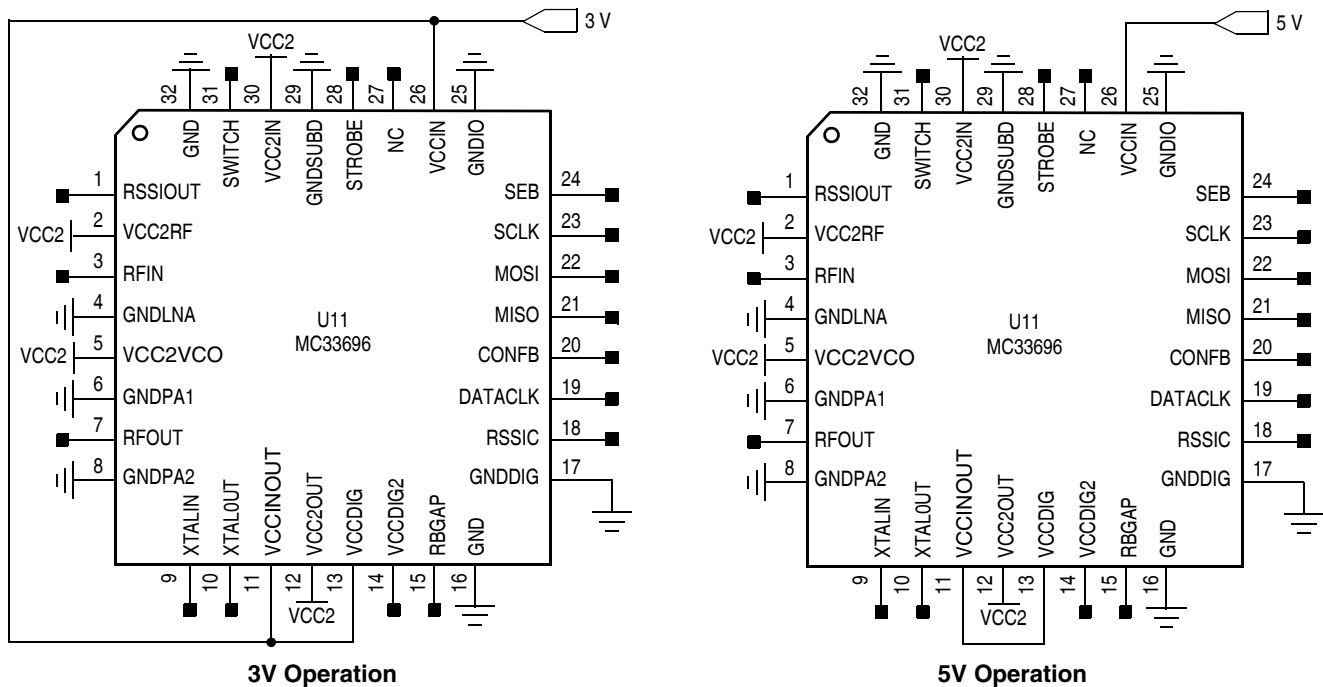 3 V
VCC2
32
31
30
29
28
27
26
25
GND
SWITCH
VCC2IN
GNDSUBD
STROBE
NC
VCCIN
GNDIO
1
RSSIOUT
VCC2
2
VCC2RF
3
RFIN
4
GNDLNA
VCC2
5
VCC2VCO
6
GNDPA1
7
RFOUT
8
GNDPA2
U11
MC33696
SEB
24
SCLK
23
MOSI
22
MISO
21
CONFB
20
DATACLK
19
RSSIC
18
GNDDIG
17
XTALIN
XTAL0UT
VCCINOUT
VCC2OUT
VCCDIG
VCCDIG2
RBGAP
GND
9
10
11
12
13
14
15
16
VCC2
3V Operation
5 V
VCC2
32
31
30
29
28
27
26
25
GND
SWITCH
VCC2IN
GNDSUBD
STROBE
NC
VCCIN
GNDIO
1
RSSIOUT
VCC2
2
VCC2RF
3
RFIN
4
GNDLNA
VCC2
5
VCC2VCO
6
GNDPA1
7
RFOUT
8
GNDPA2
U11
MC33696
SEB
24
SCLK
23
MOSI
22
MISO
21
CONFB
20
DATACLK
19
RSSIC
18
GNDDIG
17
XTALIN
XTAL0UT
VCCINOUT
VCC2OUT
VCCDIG
VCCDIG2
RBGAP
GND
9
10
11
12
13
14
15
16
VCC2
5V Operation